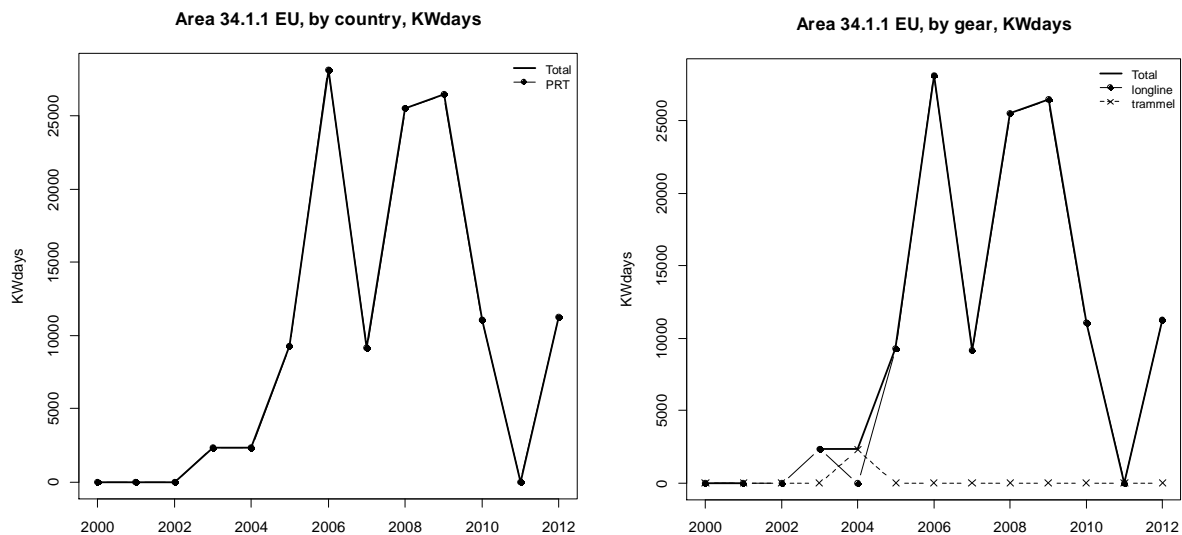 Area 34.1.1 EU, by country, KWdays
KWdays
25000
20000
15000
10000
5000
0
2000 2002 2004 2006 2008 2010 2012
Total
PRT
Area 34.1.1 EU, by gear, KWdays
KWdays
25000
20000
15000
10000
5000
0
2000 2002 2004 2006 2008 2010 2012
Total
longline
trammel